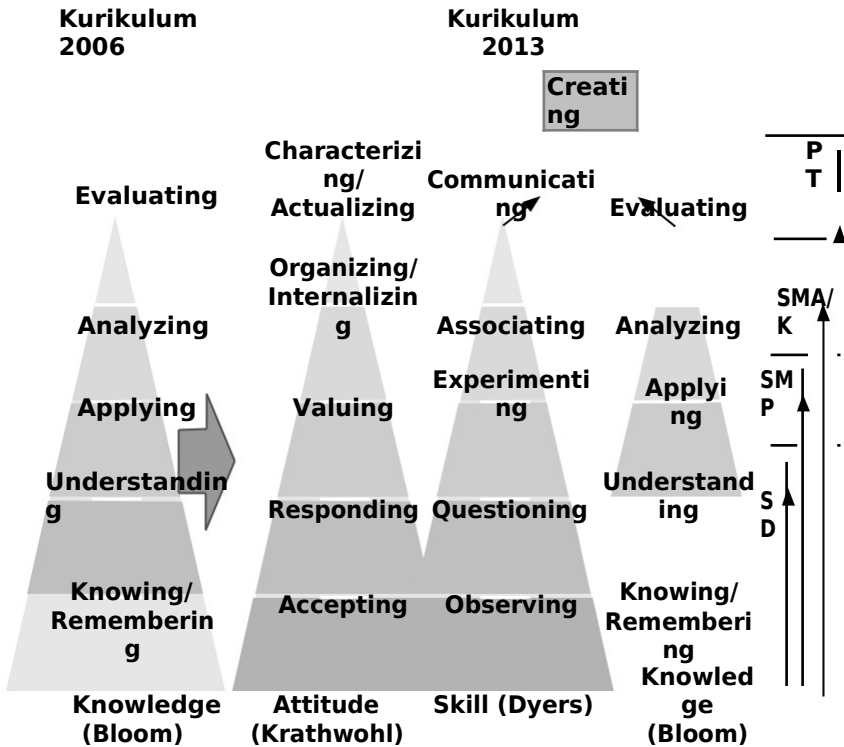 Kurikulum
2006
Kurikulum
2013
Creati
ng
Evaluating
Characterizi
ng/
Actualizing
Communicati
ng
Evaluating
P
T
Organizing/
Internalizin
g
Analyzing
Associating
Analyzing
SMA/
K
Applying
Valuing
Experimenti
ng
Applyi
ng
SM
P
Understandin
g
Responding
Questioning
Understand
ing
S
D
Knowing/
Rememberin
g
Accepting
Observing
Knowing/
Rememberi
ng
Knowledge
(Bloom)
Attitude
(Krathwohl)
Skill (Dyers)
Knowled
ge
(Bloom)